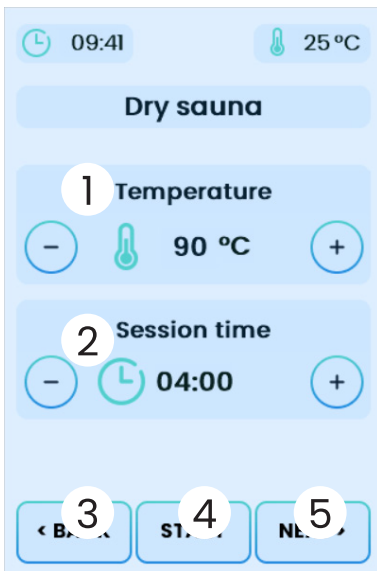 09:41
25 ºC
Dry sauna
1 Temperature
− 90 ºC +
2 Session time
− 04:00 +
3 4 5